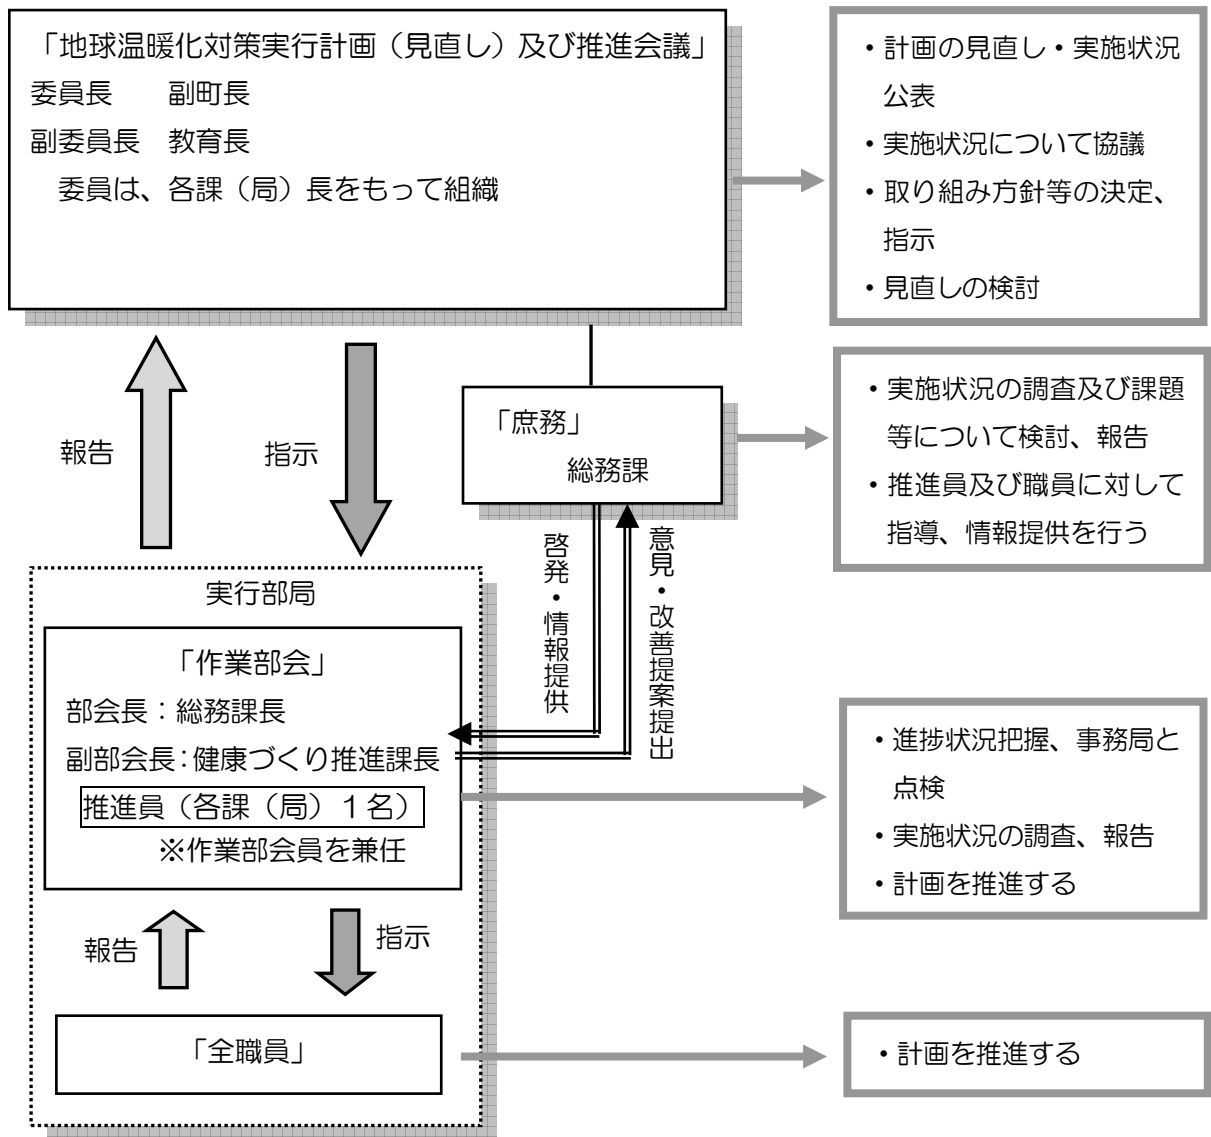 「地球温暖化対策実行計画（見直し）及び推進会議」
委員長　　副町長
副委員長　教育長
委員は、各課（局）長をもって組織
・計画の見直し・実施状況
公表
・実施状況について協議
・取り組み方針等の決定、
指示
・見直しの検討
報告
指示
「庶務」
総務課
・実施状況の調査及び課題
等について検討、報告
・推進員及び職員に対して
指導、情報提供を行う
啓発・情報提供
意見・改善提案提出
実行部局
「作業部会」
部会長：総務課長
副部会長：健康づくり推進課長
推進員（各課（局）１名）
※作業部会員を兼任
・進捗状況把握、事務局と
点検
・実施状況の調査、報告
・計画を推進する
報告
指示
「全職員」
・計画を推進する